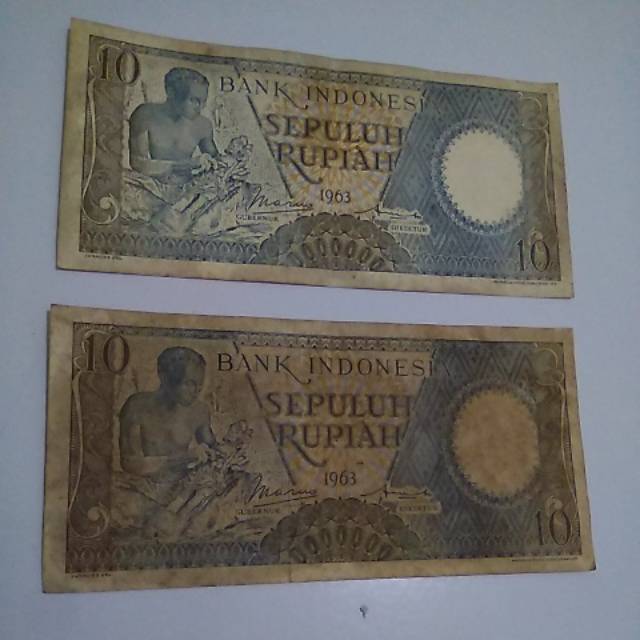 10
BANK INDONESI
SEPULUH
RUPIAH
1963
GUBERNUR
DIREKTUR
10
10
BANK INDONESI
SEPULUH
RUPIAH
1963
GUBERNUR
DIREKTUR
10